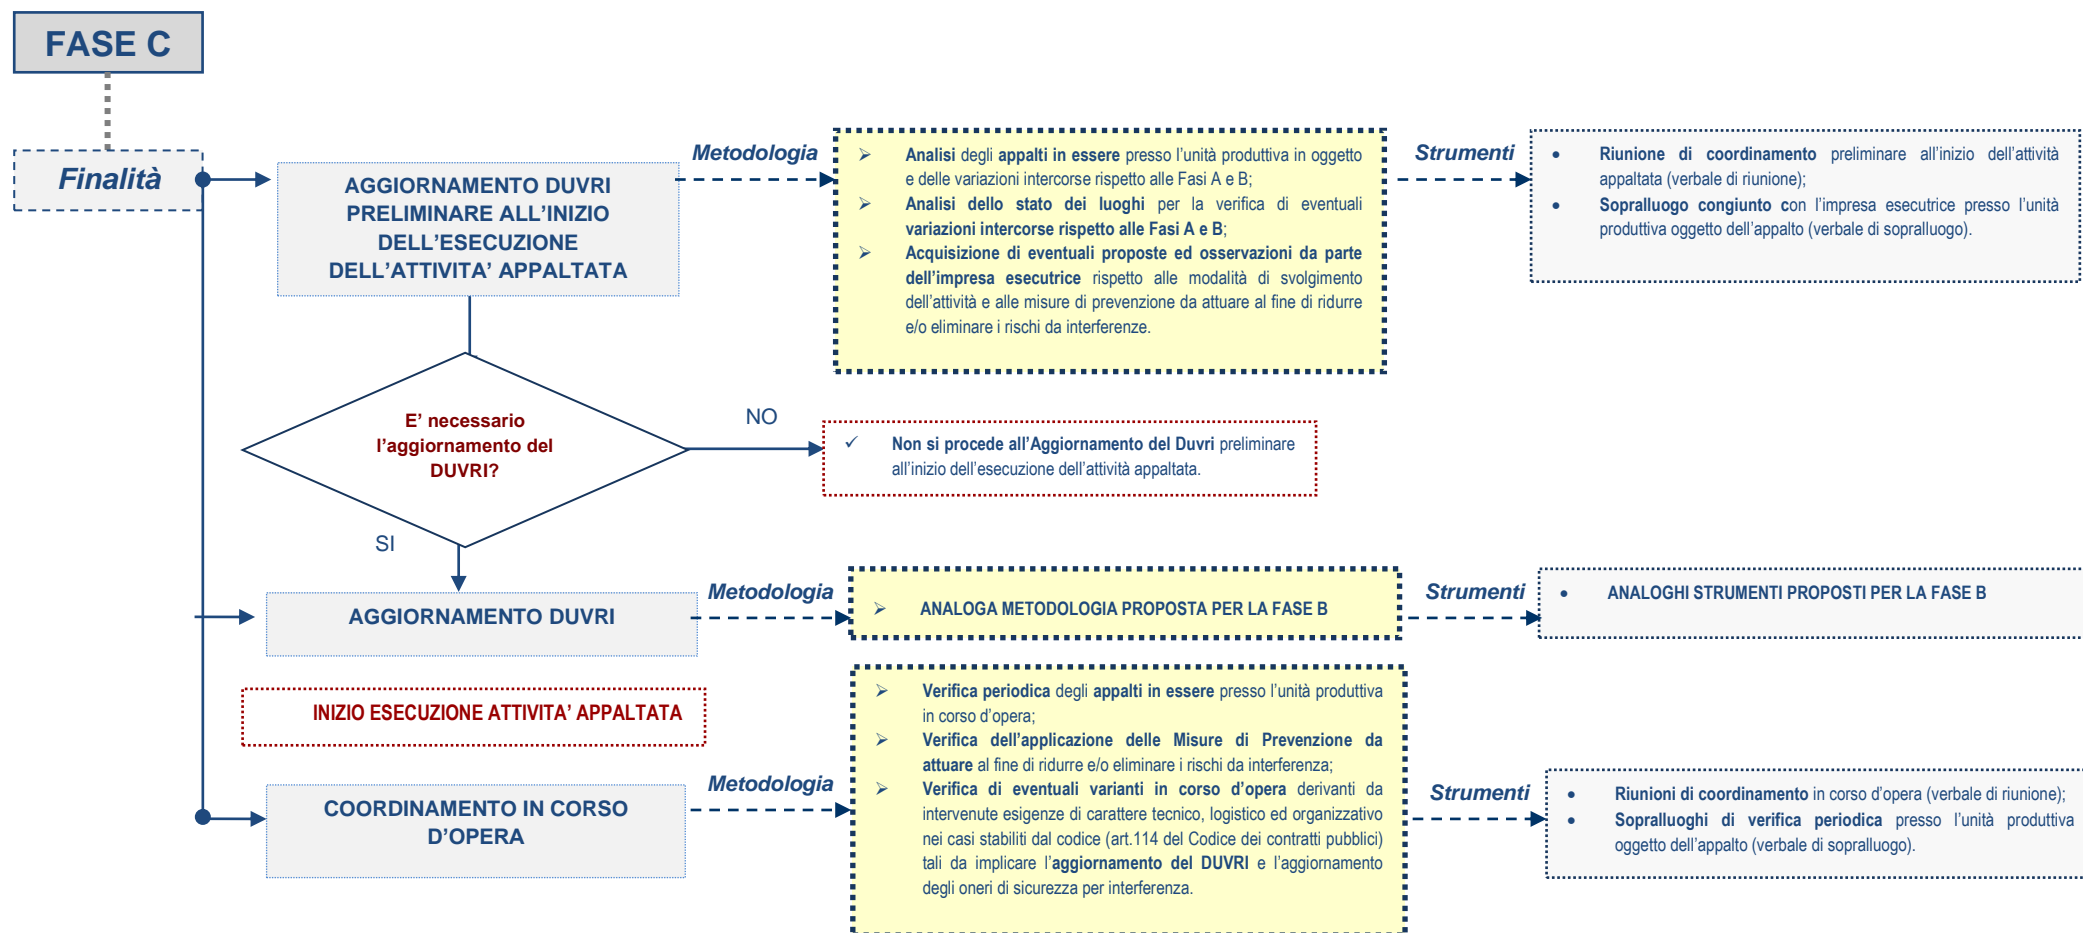 FASE C
Finalità
AGGIORNAMENTO DUVRI
PRELIMINARE ALL'INIZIO
DELL'ESECUZIONE
DELL'ATTIVITA' APPALTATA
Metodologia
➢ Analisi degli appalti in essere presso l'unità produttiva in oggetto
e delle variazioni intercorse rispetto alle Fasi A e B;
➢ Analisi dello stato dei luoghi per la verifica di eventuali
variazioni intercorse rispetto alle Fasi A e B;
➢ Acquisizione di eventuali proposte ed osservazioni da parte
dell'impresa esecutrice rispetto alle modalità di svolgimento
dell'attività e alle misure di prevenzione da attuare al fine di ridurre
e/o eliminare i rischi da interferenze.
Strumenti
• Riunione di coordinamento preliminare all'inizio dell'attività
appaltata (verbale di riunione);
• Sopralluogo congiunto con l'impresa esecutrice presso l'unità
produttiva oggetto dell'appalto (verbale di sopralluogo).
E' necessario
l'aggiornamento del
DUVRI?
NO
✓ Non si procede all'Aggiornamento del Duvri preliminare
all'inizio dell'esecuzione dell'attività appaltata.
SI
AGGIORNAMENTO DUVRI
Metodologia
➢ ANALOGA METODOLOGIA PROPOSTA PER LA FASE B
Strumenti
• ANALOGHI STRUMENTI PROPOSTI PER LA FASE B
INIZIO ESECUZIONE ATTIVITA' APPALTATA
COORDINAMENTO IN CORSO
D'OPERA
Metodologia
➢ Verifica periodica degli appalti in essere presso l'unità produttiva
in corso d'opera;
➢ Verifica dell'applicazione delle Misure di Prevenzione da
attuare al fine di ridurre e/o eliminare i rischi da interferenza;
➢ Verifica di eventuali varianti in corso d'opera derivanti da
intervenute esigenze di carattere tecnico, logistico ed organizzativo
nei casi stabiliti dal codice (art.114 del Codice dei contratti pubblici)
tali da implicare l'aggiornamento del DUVRI e l'aggiornamento
degli oneri di sicurezza per interferenza.
Strumenti
• Riunioni di coordinamento in corso d'opera (verbale di riunione);
• Sopralluoghi di verifica periodica presso l'unità produttiva
oggetto dell'appalto (verbale di sopralluogo).